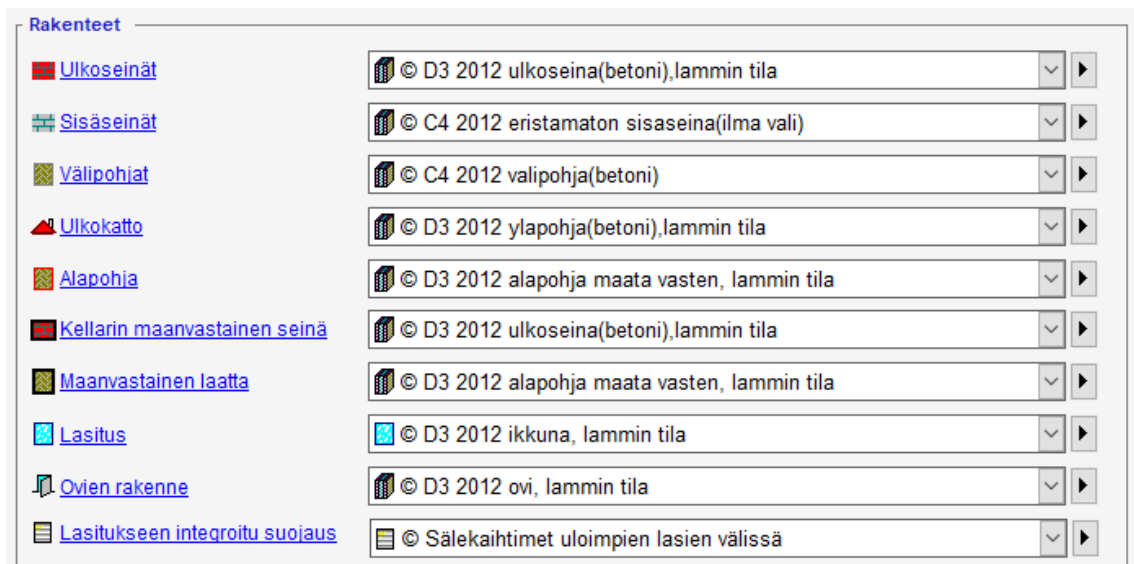 Rakenteet
Ulkoseinät © D3 2012 ulkoseina(betoni),lammin tila
Sisäseinät © C4 2012 eristamaton sisaseina(ilma vali)
Välipohjat © C4 2012 valipohja(betoni)
Ulkokatto © D3 2012 ylapohja(betoni),lammin tila
Alapohja © D3 2012 alapohja maata vasten, lammin tila
Kellarin maanvastainen seinä © D3 2012 ulkoseina(betoni),lammin tila
Maanvastainen laatta © D3 2012 alapohja maata vasten, lammin tila
Lasitus © D3 2012 ikkuna, lammin tila
Ovien rakenne © D3 2012 ovi, lammin tila
Lasitukseen integroitu suojaus © Sälekaihtimet uloimpien lasien välissä